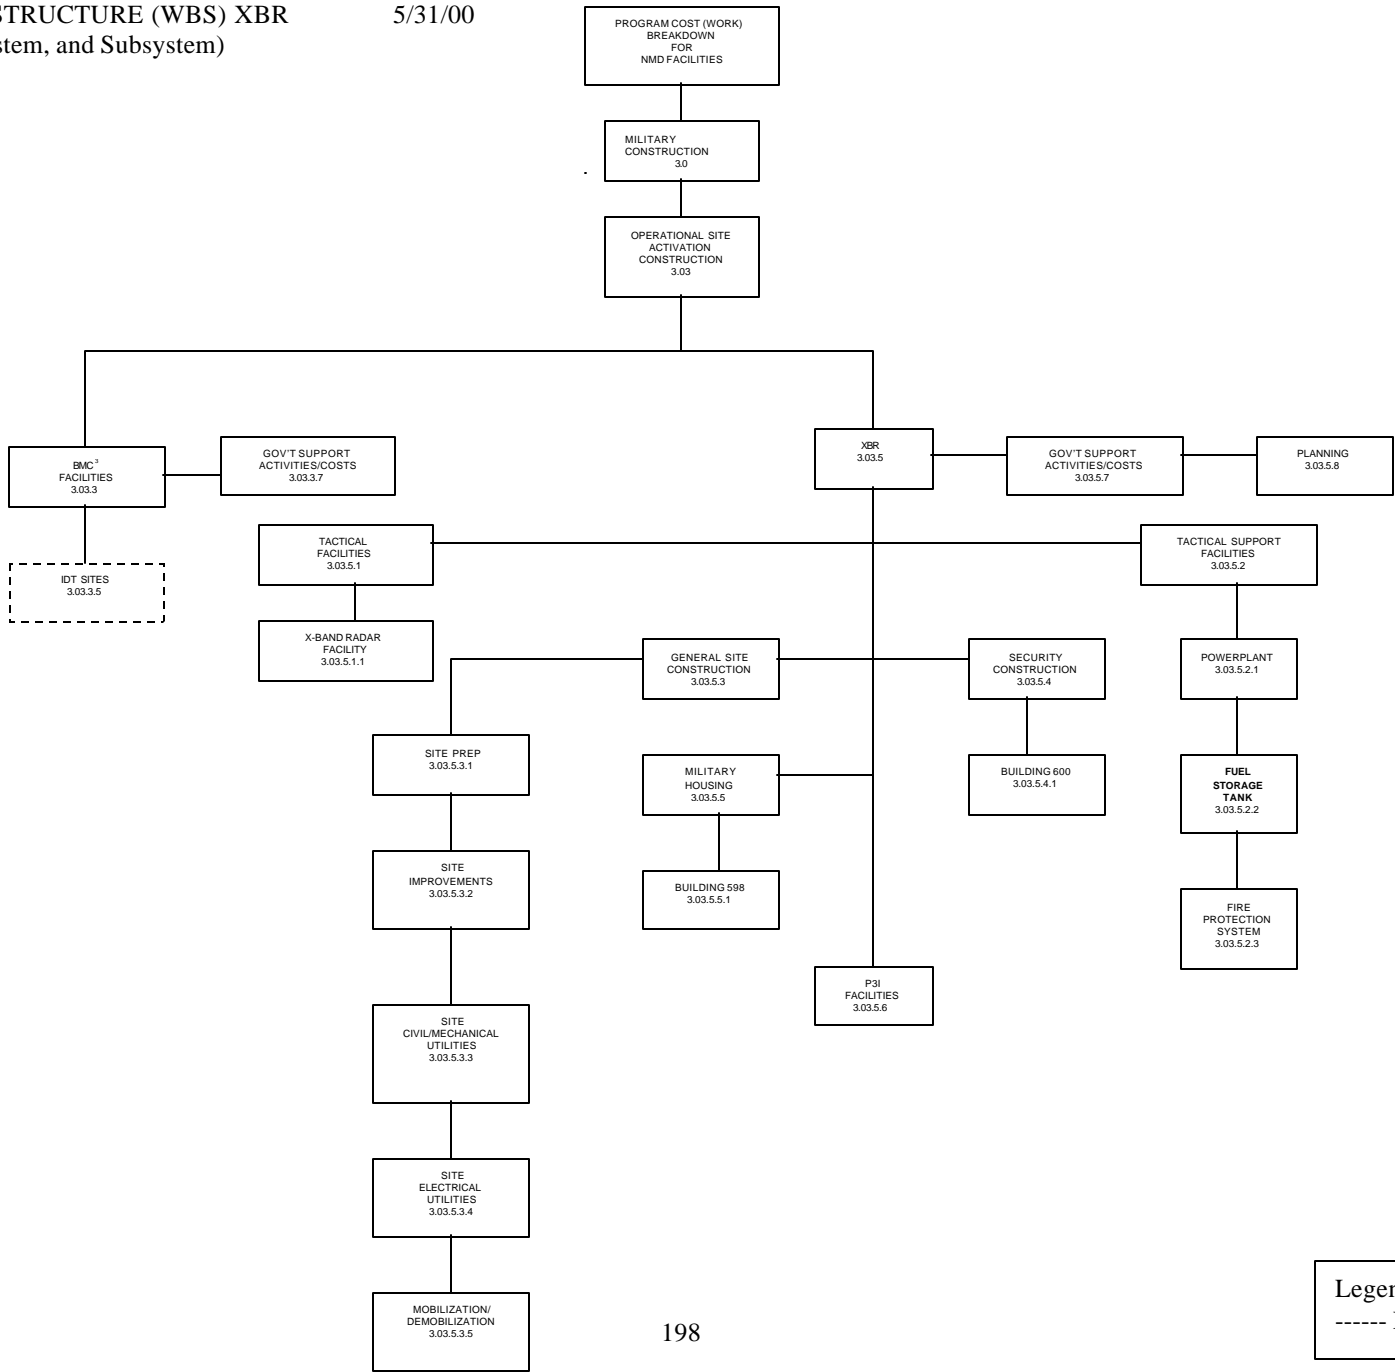 STRUCTURE (WBS) XBR 5/31/00
stem, and Subsystem)
PROGRAM COST (WORK)
BREAKDOWN
FOR
NMD FACILITIES
MILITARY
CONSTRUCTION
3.0
OPERATIONAL SITE
ACTIVATION
CONSTRUCTION
3.03
BMC³
FACILITIES
3.03.3
GOV'T SUPPORT
ACTIVITIES/COSTS
3.03.3.7
XBR
3.03.5
GOV'T SUPPORT
ACTIVITIES/COSTS
3.03.5.7
PLANNING
3.03.5.8
IDT SITES
3.03.3.5
TACTICAL
FACILITIES
3.03.5.1
TACTICAL SUPPORT
FACILITIES
3.03.5.2
X-BAND RADAR
FACILITY
3.03.5.1.1
GENERAL SITE
CONSTRUCTION
3.03.5.3
SECURITY
CONSTRUCTION
3.03.5.4
POWERPLANT
3.03.5.2.1
SITE PREP
3.03.5.3.1
MILITARY
HOUSING
3.03.5.5
BUILDING 600
3.03.5.4.1
FUEL
STORAGE
TANK
3.03.5.2.2
SITE
IMPROVEMENTS
3.03.5.3.2
BUILDING 598
3.03.5.5.1
FIRE
PROTECTION
SYSTEM
3.03.5.2.3
P3I
FACILITIES
3.03.5.6
SITE
CIVIL/MECHANICAL
UTILITIES
3.03.5.3.3
SITE
ELECTRICAL
UTILITIES
3.03.5.3.4
MOBILIZATION/
DEMOBILIZATION
3.03.5.3.5
198
Legen
------